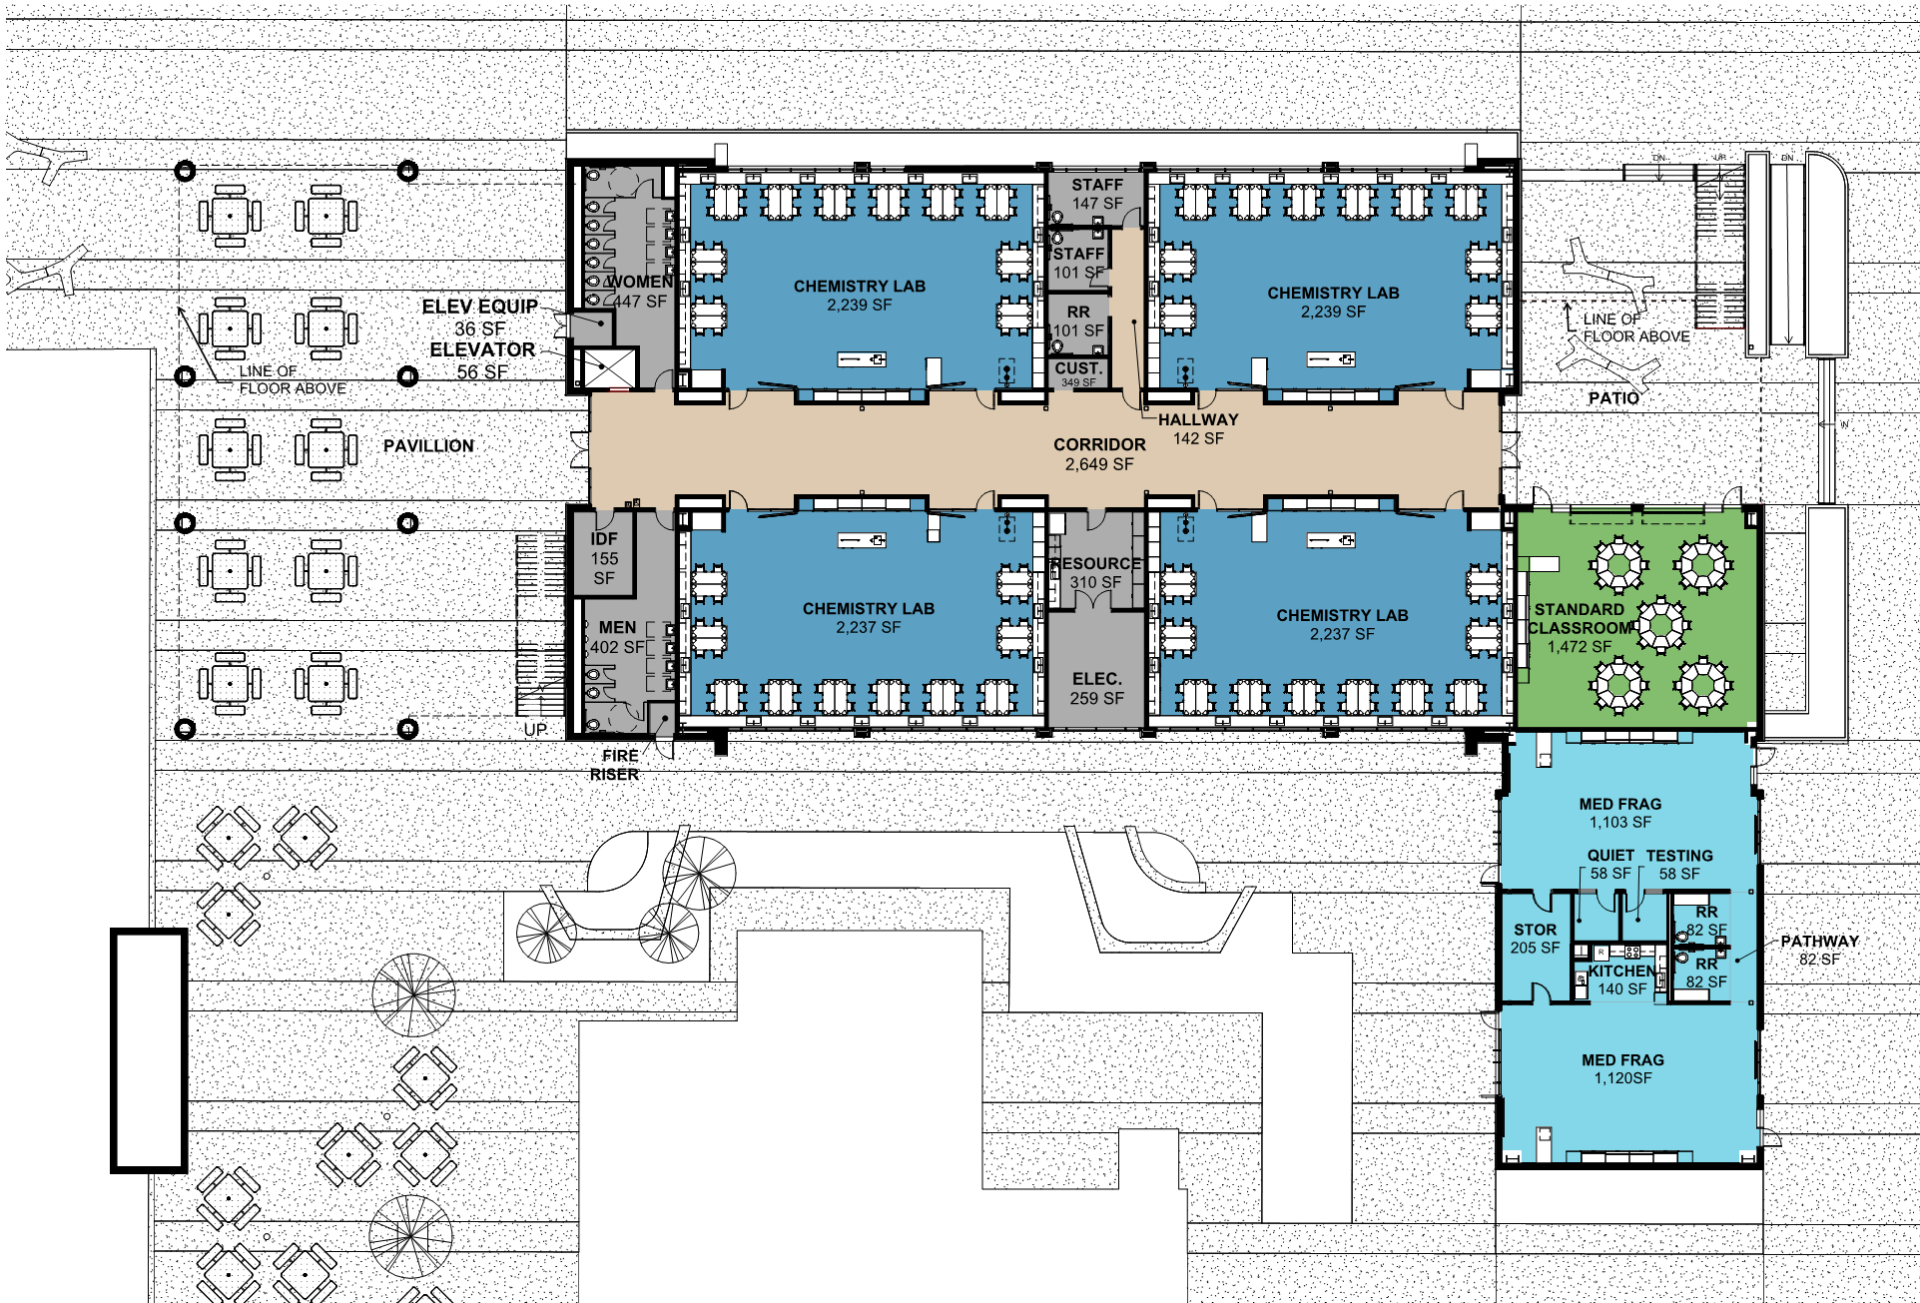 DN
UP
DN
STAFF
147 SF
STAFF
101 SF
RR
101 SF
CUST.
349 SF
WOMEN
447 SF
ELEV EQUIP
36 SF
ELEVATOR
56 SF
CHEMISTRY LAB
2,239 SF
CHEMISTRY LAB
2,239 SF
LINE OF
FLOOR ABOVE
LINE OF
FLOOR ABOVE
PATIO
HALLWAY
142 SF
PAVILLION
CORRIDOR
2,649 SF
IN
IDF
155
SF
MEN
402 SF
CHEMISTRY LAB
2,237 SF
RESOURCE
310 SF
ELEC.
259 SF
CHEMISTRY LAB
2,237 SF
STANDARD
CLASSROOM
1,472 SF
UP
FIRE
RISER
MED FRAG
1,103 SF
QUIET
58 SF
TESTING
58 SF
STOR
205 SF
RR
82 SF
RR
82 SF
PATHWAY
82 SF
R
KITCHEN
140 SF
MED FRAG
1,120SF